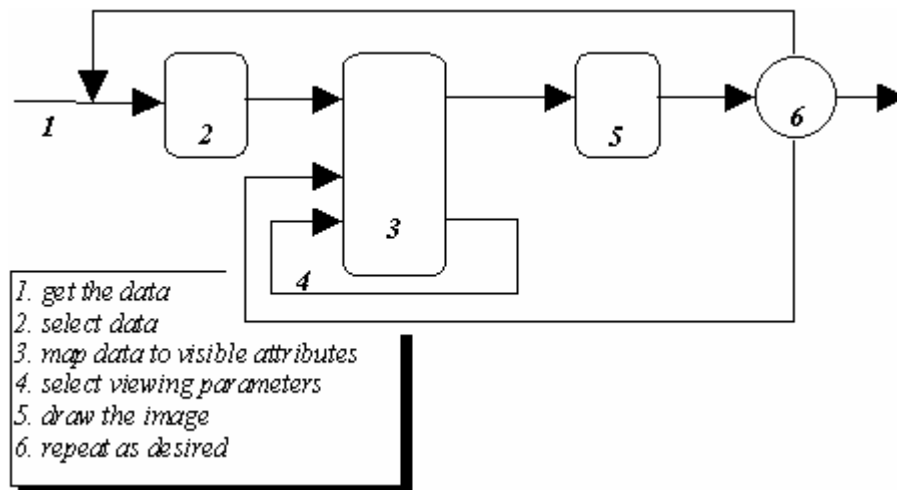 1
2
3
4
5
6
1. get the data
2. select data
3. map data to visible attributes
4. select viewing parameters
5. draw the image
6. repeat as desired